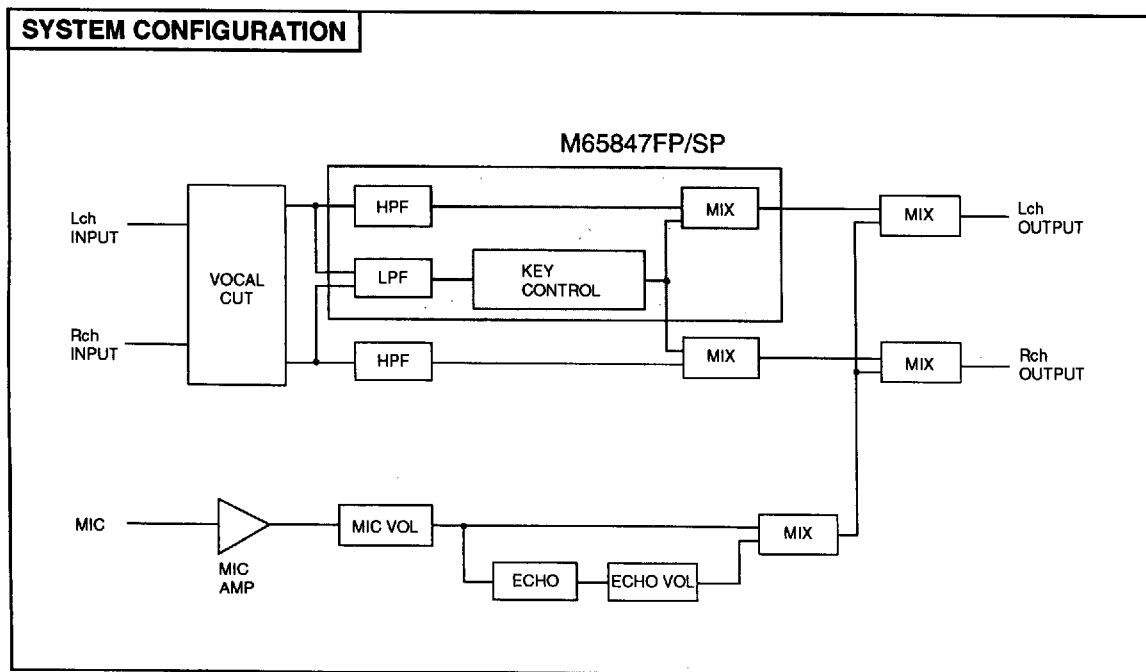 SYSTEM CONFIGURATION
M65847FP/SP
HPF
MIX
MIX
Lch
INPUT
Lch
OUTPUT
VOCAL
CUT
LPF
KEY
CONTROL
Rch
INPUT
HPF
MIX
MIX
Rch
OUTPUT
MIC
MIC
AMP
MIC VOL
MIX
ECHO
ECHO VOL